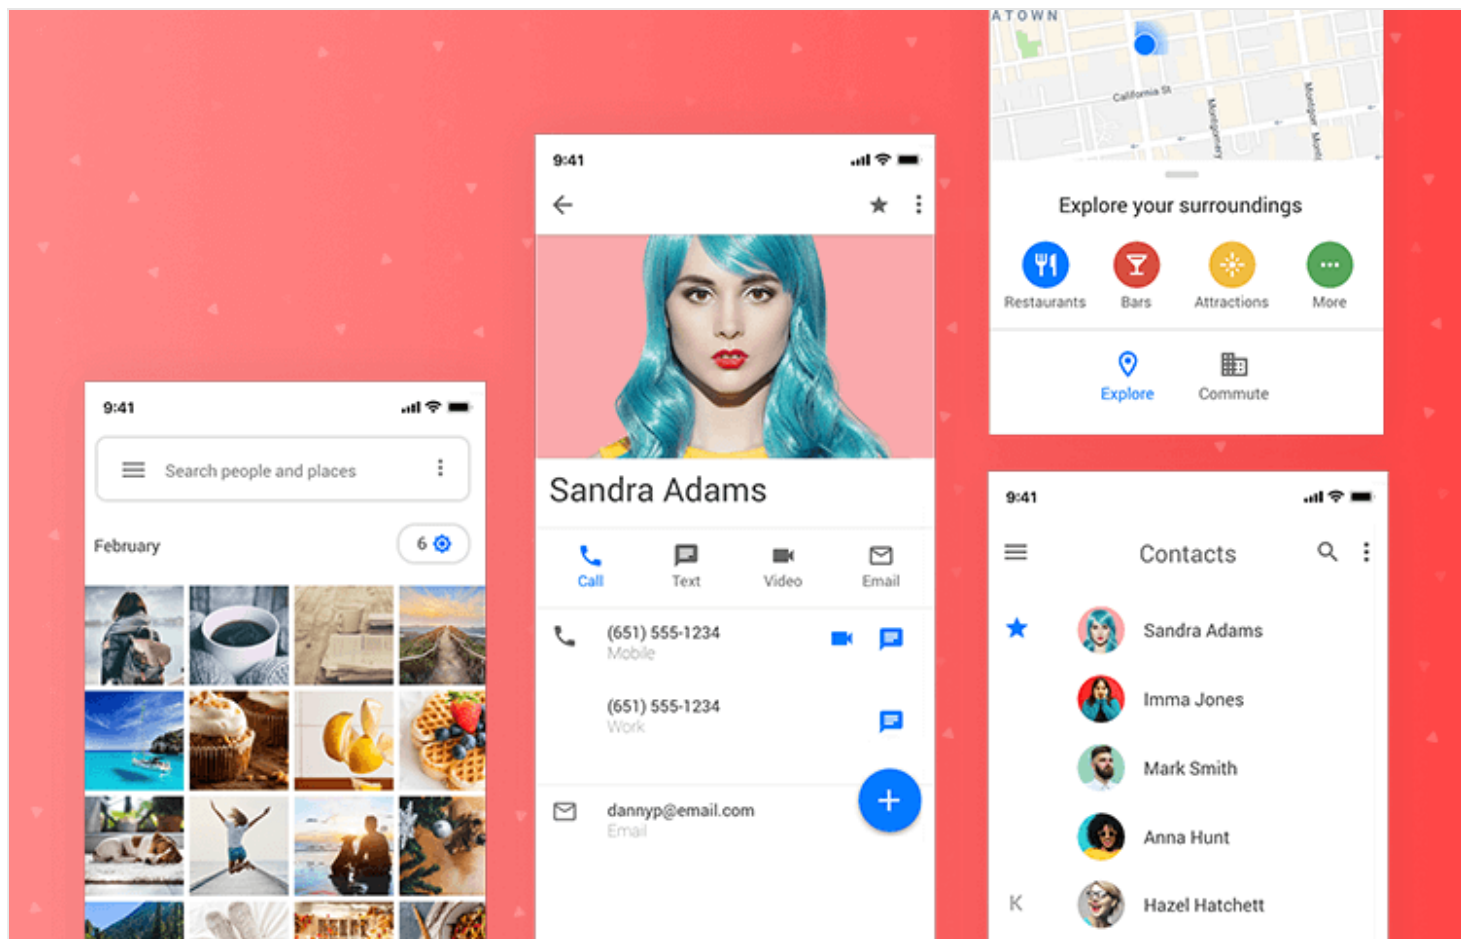 9:41
Search people and places
February
6
9:41
Sandra Adams
Call Text Video Email
(651) 555-1234
Mobile
(651) 555-1234
Work
dannyp@email.com
Email
ATOWN
California St
Montgomery
Explore your surroundings
Restaurants Bars Attractions More
Explore Commute
9:41
Contacts
Sandra Adams
Imma Jones
Mark Smith
Anna Hunt
K
Hazel Hatchett